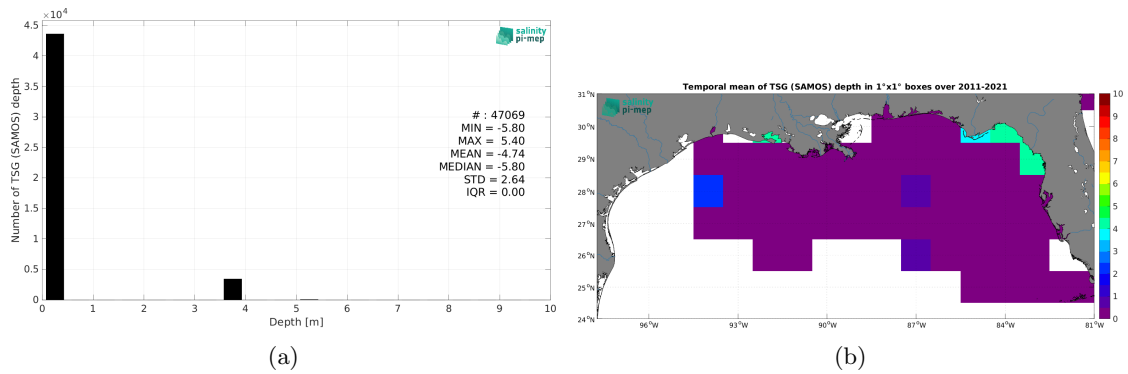 ×10⁴
4.5
4
3.5
3
2.5
2
1.5
1
0.5
0
Number of TSG (SAMOS) depth
salinity
pi-mep
# : 47069
MIN = -5.80
MAX = 5.40
MEAN = -4.74
MEDIAN = -5.80
STD = 2.64
IQR = 0.00
0 1 2 3 4 5 6 7 8 9 10
Depth [m]
(a)
Temporal mean of TSG (SAMOS) depth in 1°x1° boxes over 2011-2021
salinity
pi-mep
31°N
30°N
29°N
28°N
27°N
26°N
25°N
24°N
96°W 93°W 90°W 87°W 84°W 81°W
10
9
8
7
6
5
4
3
2
1
0
(b)